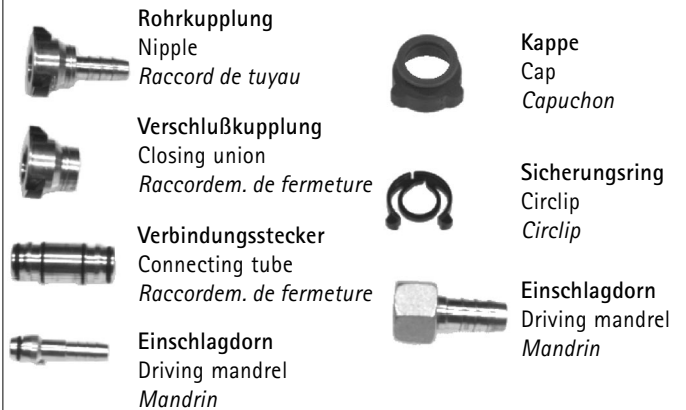 Rohrkupplung
Nipple
Raccord de tuyau
Verschlußkupplung
Closing union
Raccordem. de fermeture
Verbindungsstecker
Connecting tube
Raccordem. de fermeture
Einschlagdorn
Driving mandrel
Mandrin
Kappe
Cap
Capuchon
Sicherungsring
Circlip
Circlip
Einschlagdorn
Driving mandrel
Mandrin